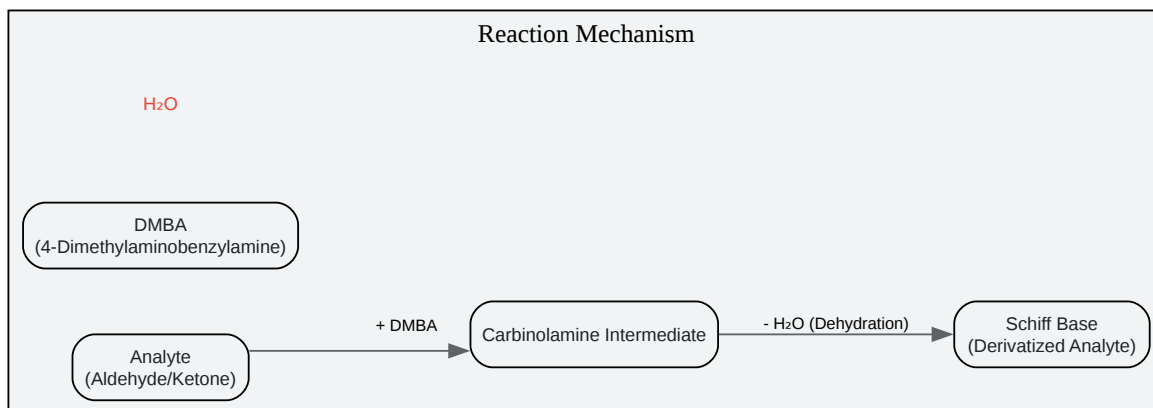 Reaction Mechanism
H₂O
DMBA
(4-Dimethylaminobenzylamine)
+ DMBA
Carbinolamine Intermediate
- H₂O (Dehydration)
Schiff Base
(Derivatized Analyte)
Analyte
(Aldehyde/Ketone)